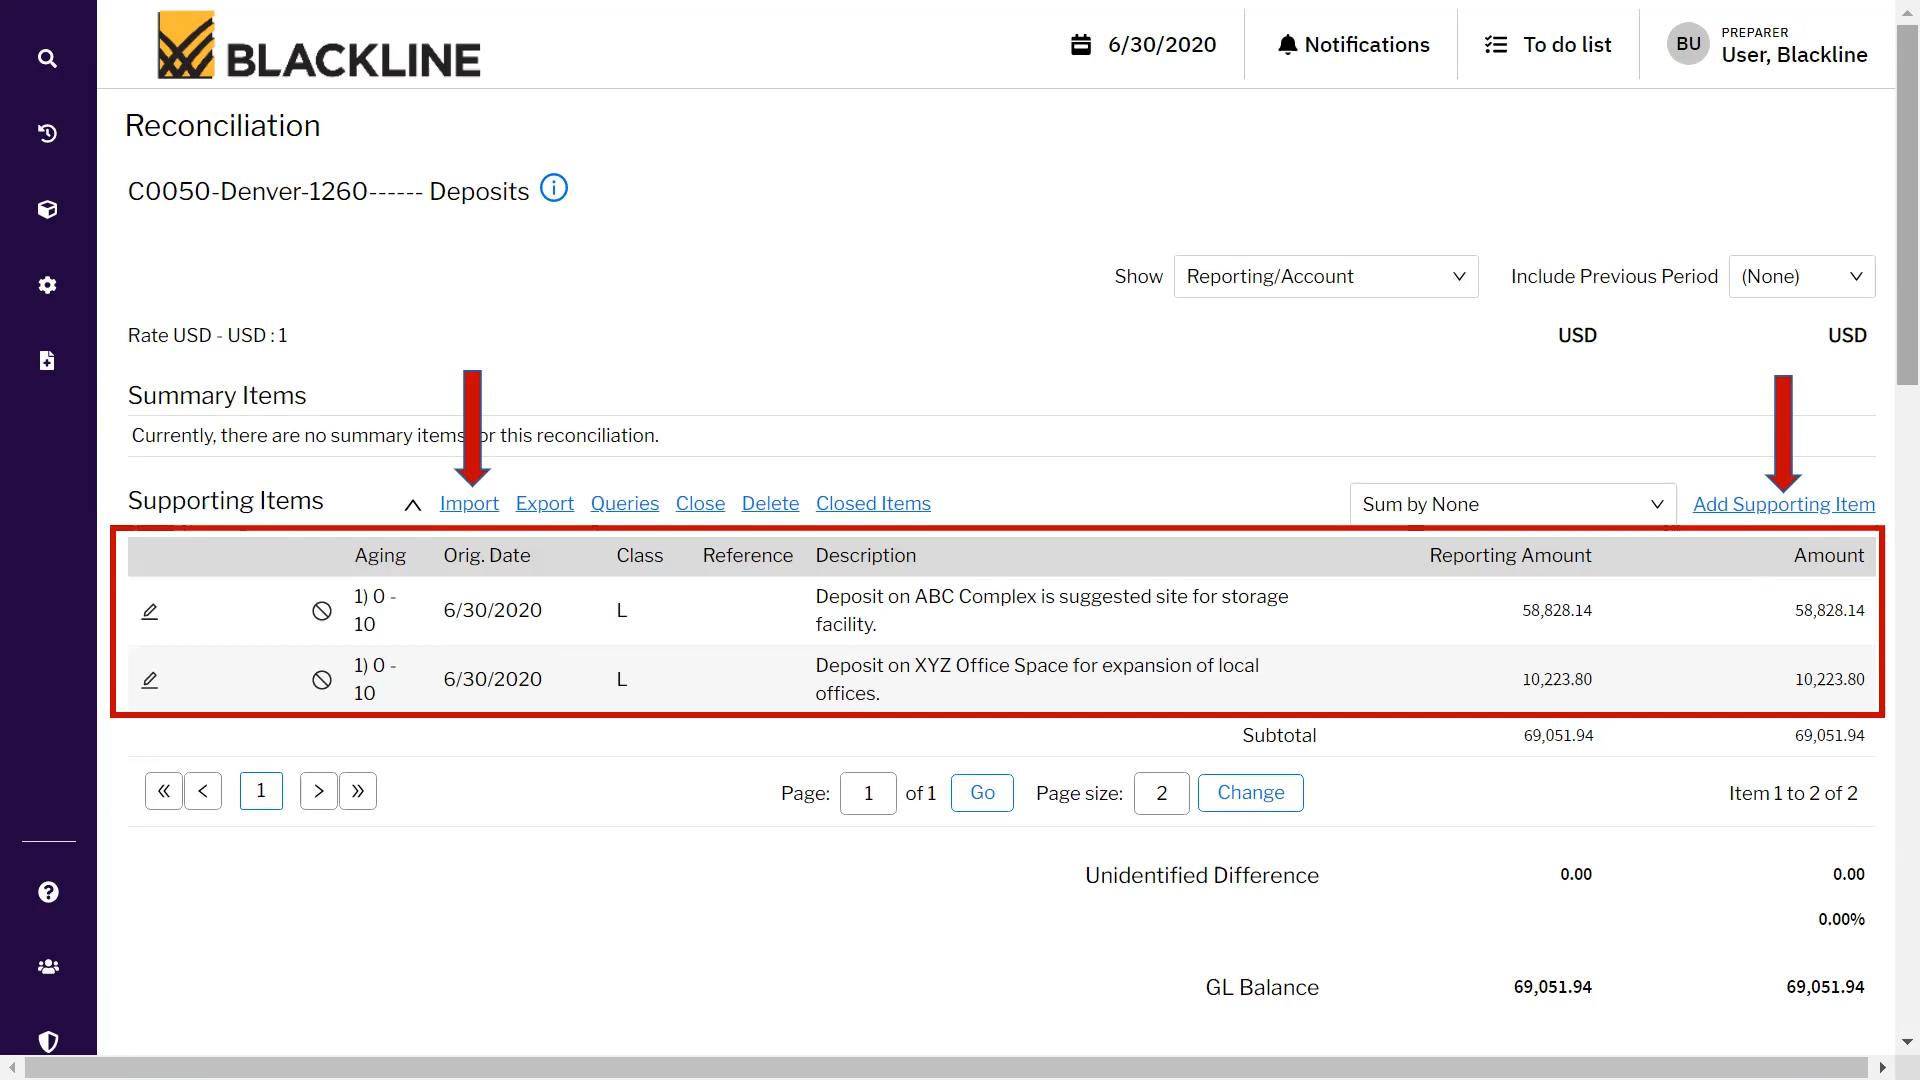 BLACKLINE
6/30/2020
Notifications
To do list
BU
PREPARER
User, Blackline
Reconciliation
C0050-Denver-1260------ Deposits
Show
Reporting/Account
Include Previous Period
(None)
Rate USD - USD : 1
USD
USD
Summary Items
Currently, there are no summary items or this reconciliation.
Supporting Items
Import
Export
Queries
Close
Delete
Closed Items
Sum by None
Add Supporting Item
Aging
Orig. Date
Class
Reference
Description
Reporting Amount
Amount
1) 0 -
10
6/30/2020
L
Deposit on ABC Complex is suggested site for storage
facility.
58,828.14
58,828.14
1) 0 -
10
6/30/2020
L
Deposit on XYZ Office Space for expansion of local
offices.
10,223.80
10,223.80
Subtotal
69,051.94
69,051.94
1
Page:
1
of 1
Go
Page size:
2
Change
Item 1 to 2 of 2
Unidentified Difference
0.00
0.00
0.00%
GL Balance
69,051.94
69,051.94